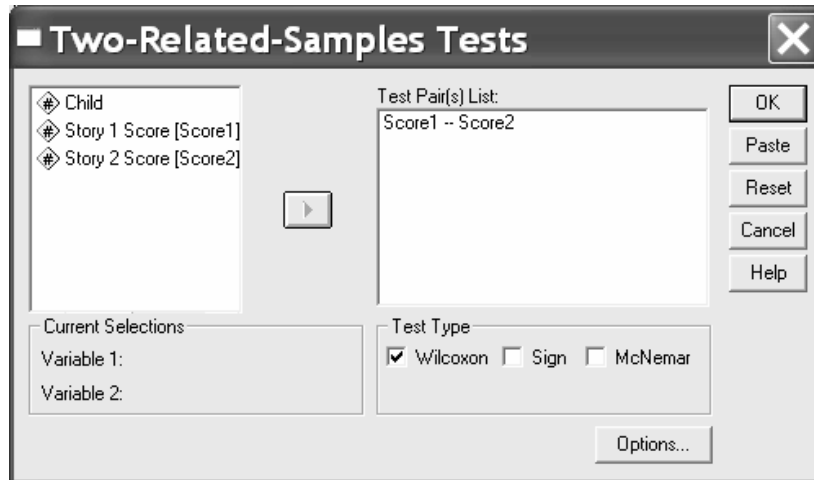 Two-Related-Samples Tests
Child
Story 1 Score [Score1]
Story 2 Score [Score2]
Test Pair(s) List:
Score1 -- Score2
OK
Paste
Reset
Cancel
Help
Current Selections
Variable 1:
Variable 2:
Test Type
Wilcoxon Sign McNemar
Options...